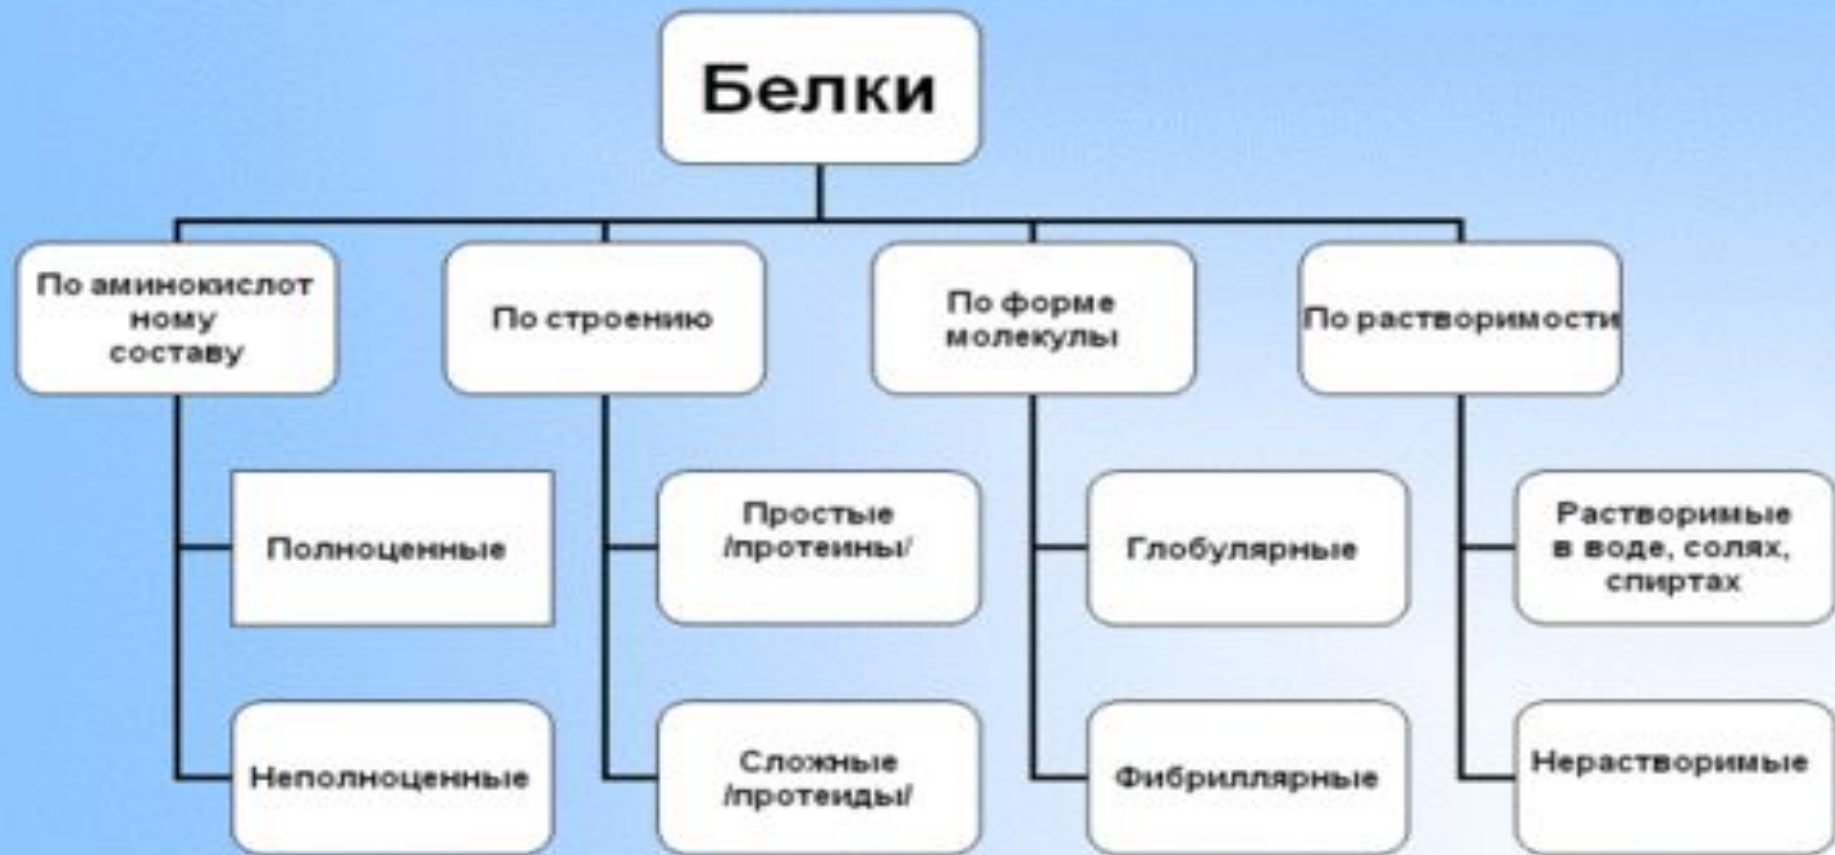 Белки
По аминокислот
ному
составу
По строению
По форме
молекулы
По растворимости
Полноценные
Простые
/протеины/
Глобулярные
Растворимые
в воде, солях,
спиртах
Неполноценные
Сложные
/протеиды/
Фибриллярные
Нерастворимые